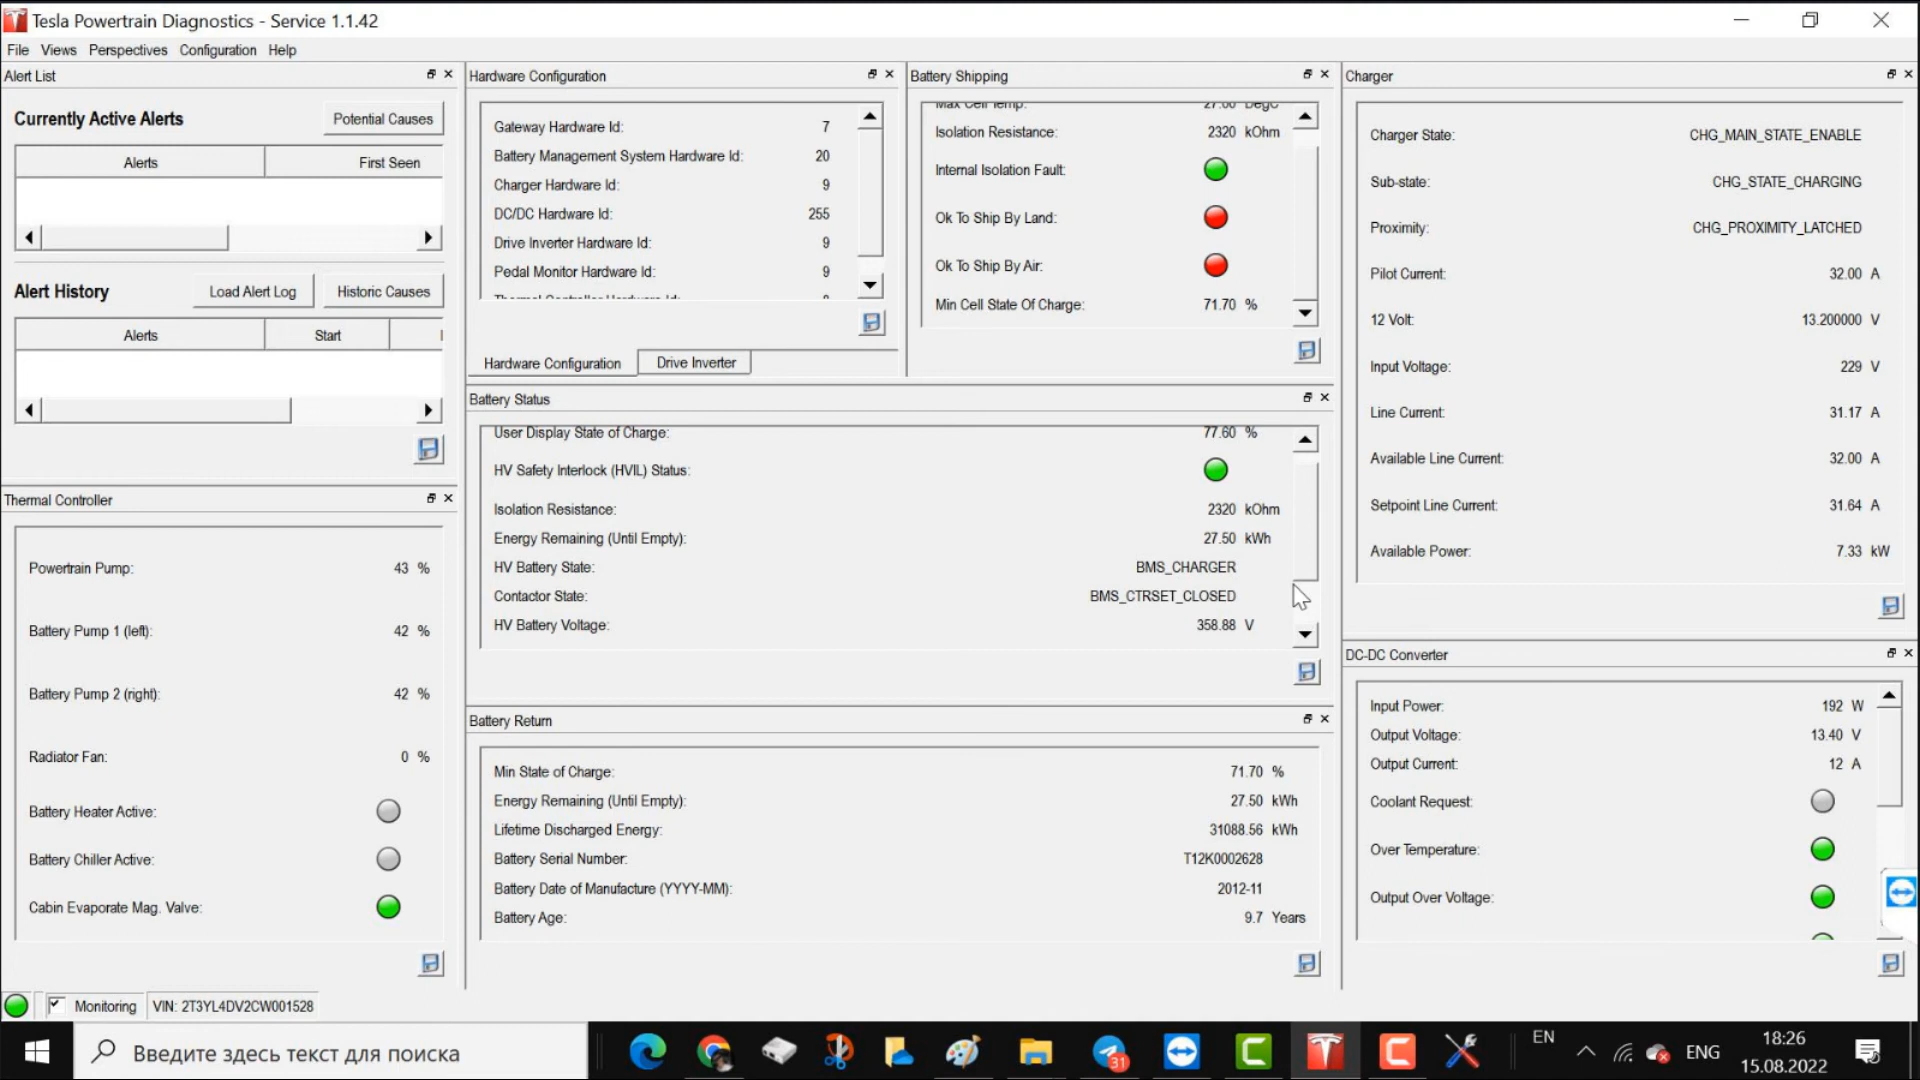 Tesla Powertrain Diagnostics - Service 1.1.42
File Views Perspectives Configuration Help
Alert List
Currently Active Alerts Potential Causes
Alerts First Seen
Alert History Load Alert Log Historic Causes
Alerts Start
Thermal Controller
Powertrain Pump: 43 %
Battery Pump 1 (left): 42 %
Battery Pump 2 (right): 42 %
Radiator Fan: 0 %
Battery Heater Active:
Battery Chiller Active:
Cabin Evaporate Mag. Valve:
Hardware Configuration
Gateway Hardware Id: 7
Battery Management System Hardware Id: 20
Charger Hardware Id: 9
DC/DC Hardware Id: 255
Drive Inverter Hardware Id: 9
Pedal Monitor Hardware Id: 9
Thermal Controller Hardware Id: 8
Hardware Configuration Drive Inverter
Battery Shipping
Max Cell Temp: 27.00 DegC
Isolation Resistance: 2320 kOhm
Internal Isolation Fault:
Ok To Ship By Land:
Ok To Ship By Air:
Min Cell State Of Charge: 71.70 %
Battery Status
User Display State of Charge: 77.60 %
HV Safety Interlock (HVIL) Status:
Isolation Resistance: 2320 kOhm
Energy Remaining (Until Empty): 27.50 kWh
HV Battery State: BMS_CHARGER
Contactor State: BMS_CTRSET_CLOSED
HV Battery Voltage: 358.88 V
Battery Return
Min State of Charge: 71.70 %
Energy Remaining (Until Empty): 27.50 kWh
Lifetime Discharged Energy: 31088.56 kWh
Battery Serial Number: T12K0002628
Battery Date of Manufacture (YYYY-MM): 2012-11
Battery Age: 9.7 Years
Charger
Charger State: CHG_MAIN_STATE_ENABLE
Sub-state: CHG_STATE_CHARGING
Proximity: CHG_PROXIMITY_LATCHED
Pilot Current: 32.00 A
12 Volt: 13.200000 V
Input Voltage: 229 V
Line Current: 31.17 A
Available Line Current: 32.00 A
Setpoint Line Current: 31.64 A
Available Power: 7.33 kW
DC-DC Converter
Input Power: 192 W
Output Voltage: 13.40 V
Output Current: 12 A
Coolant Request:
Over Temperature:
Output Over Voltage:
Monitoring VIN: 2T3YL4DV2CW001528
Введите здесь текст для поиска
31
EN
ENG
18:26
15.08.2022